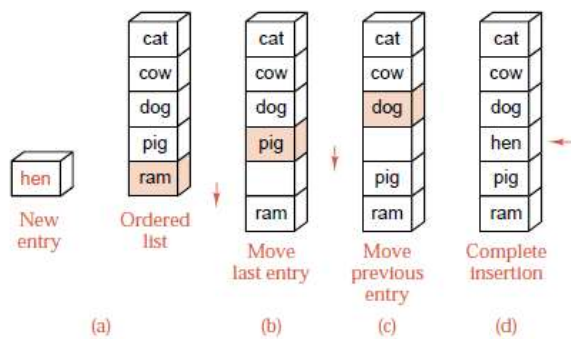 hen
New
entry
cat
cow
dog
pig
ram
Ordered
list
(a)
cat
cow
dog
pig
ram
Move
last entry
(b)
cat
cow
dog
pig
ram
Move
previous
entry
(c)
cat
cow
dog
hen
pig
ram
Complete
insertion
(d)